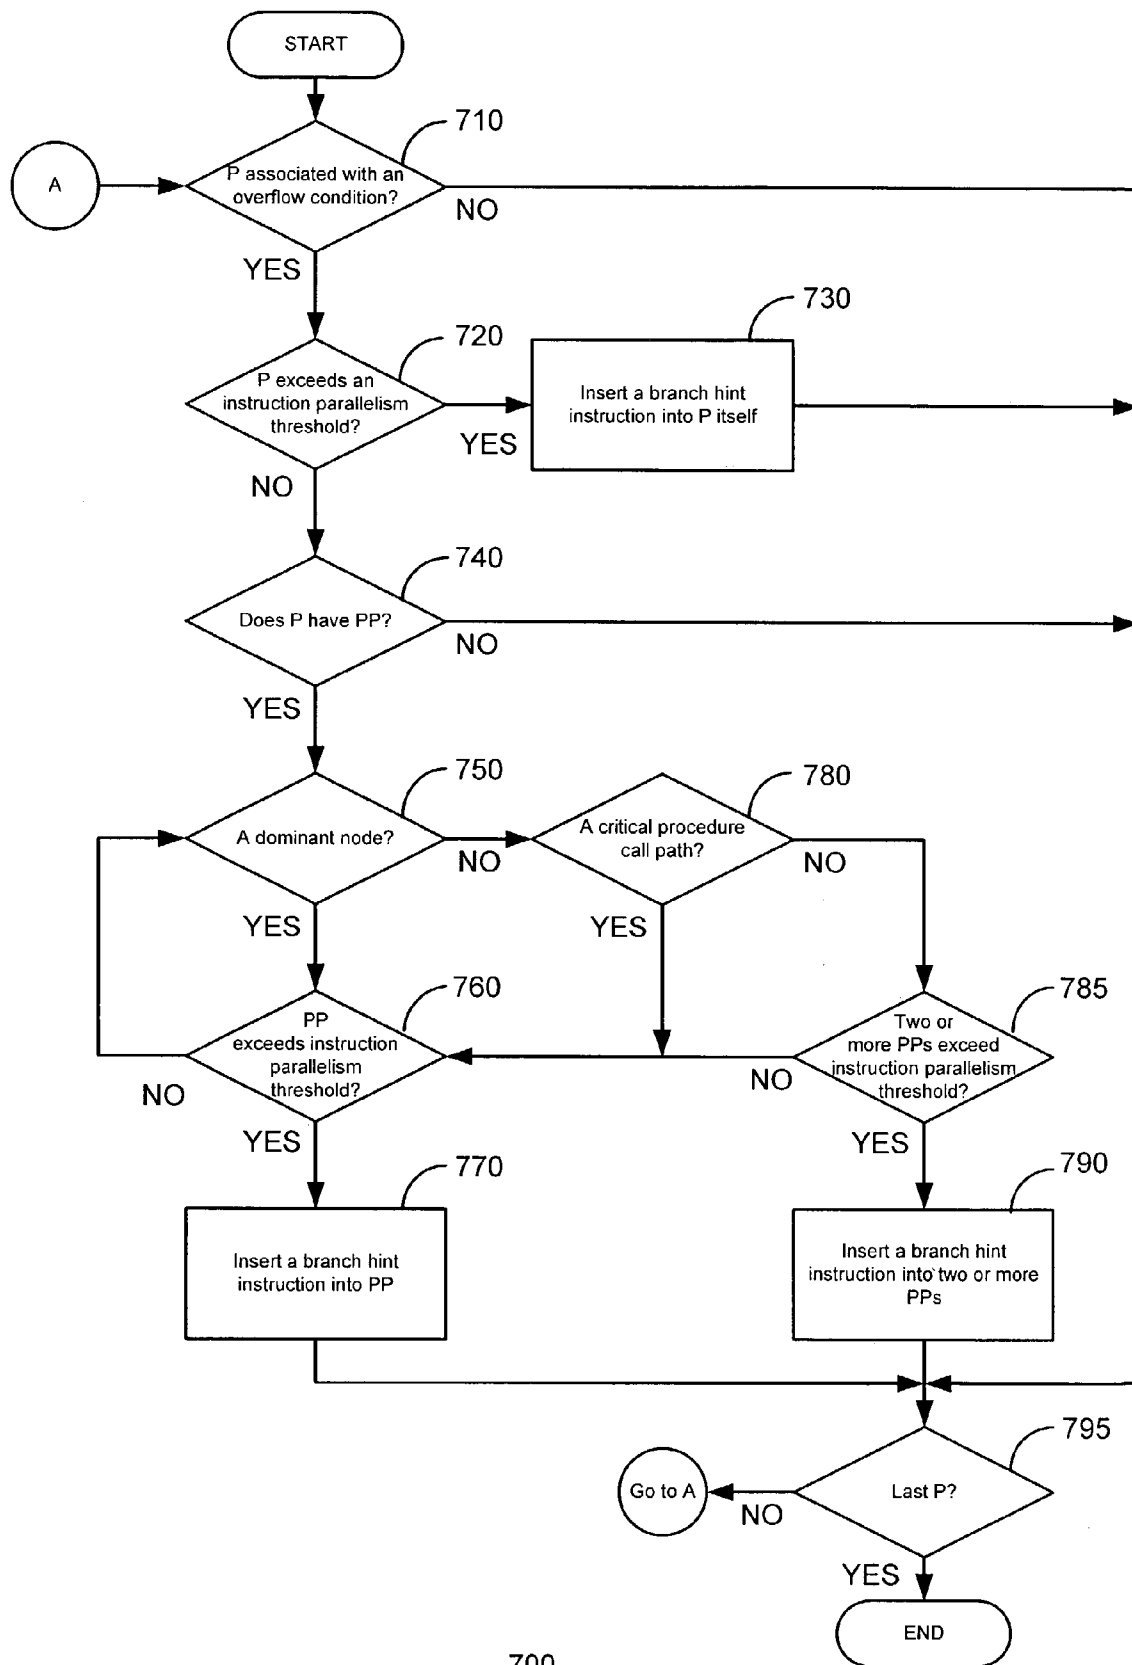 START
710
A
P associated with an
overflow condition?
NO
YES
730
720
P exceeds an
instruction parallelism
threshold?
Insert a branch hint
instruction into P itself
YES
NO
740
Does P have PP?
NO
YES
750
780
A dominant node?
A critical procedure
call path?
NO
NO
YES
YES
760
785
PP
exceeds instruction
parallelism
threshold?
Two or
more PPs exceed
instruction parallelism
threshold?
NO
NO
YES
YES
770
790
Insert a branch hint
instruction into PP
Insert a branch hint
instruction into two or more
PPs
795
Go to A
Last P?
NO
YES
END
700